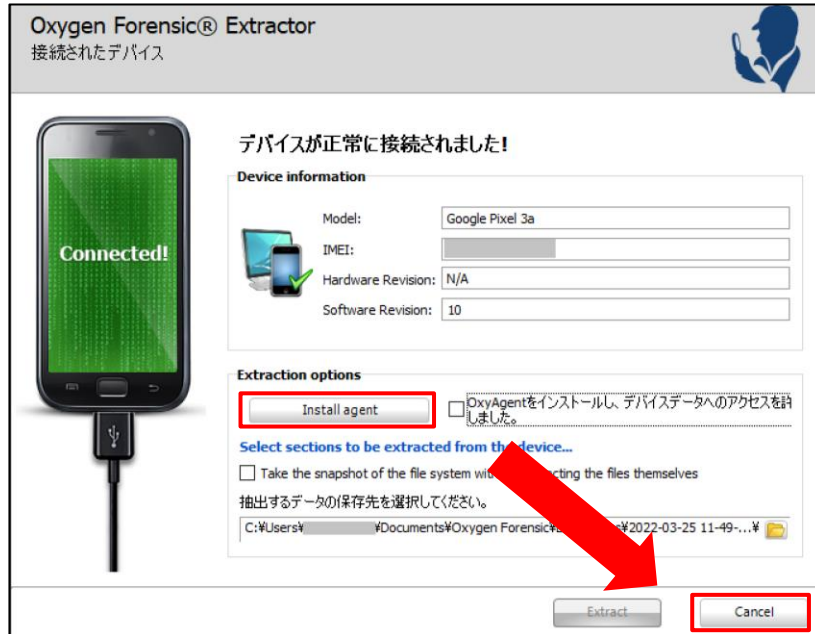 Oxygen Forensic® Extractor
接続されたデバイス
Connected!
デバイスが正常に接続されました!
Device information
Model: Google Pixel 3a
IMEI:
Hardware Revision: N/A
Software Revision: 10
Extraction options
Install agent
OxyAgentをインストールし、デバイスデータへのアクセスを許
しました。
Select sections to be extracted from the device...
Take the snapshot of the file system with cting the files themselves
抽出するデータの保存先を選択してください。
C:¥Users¥ ¥Documents¥Oxygen Forensic¥ s¥2022-03-25 11-49-...¥
Extract
Cancel